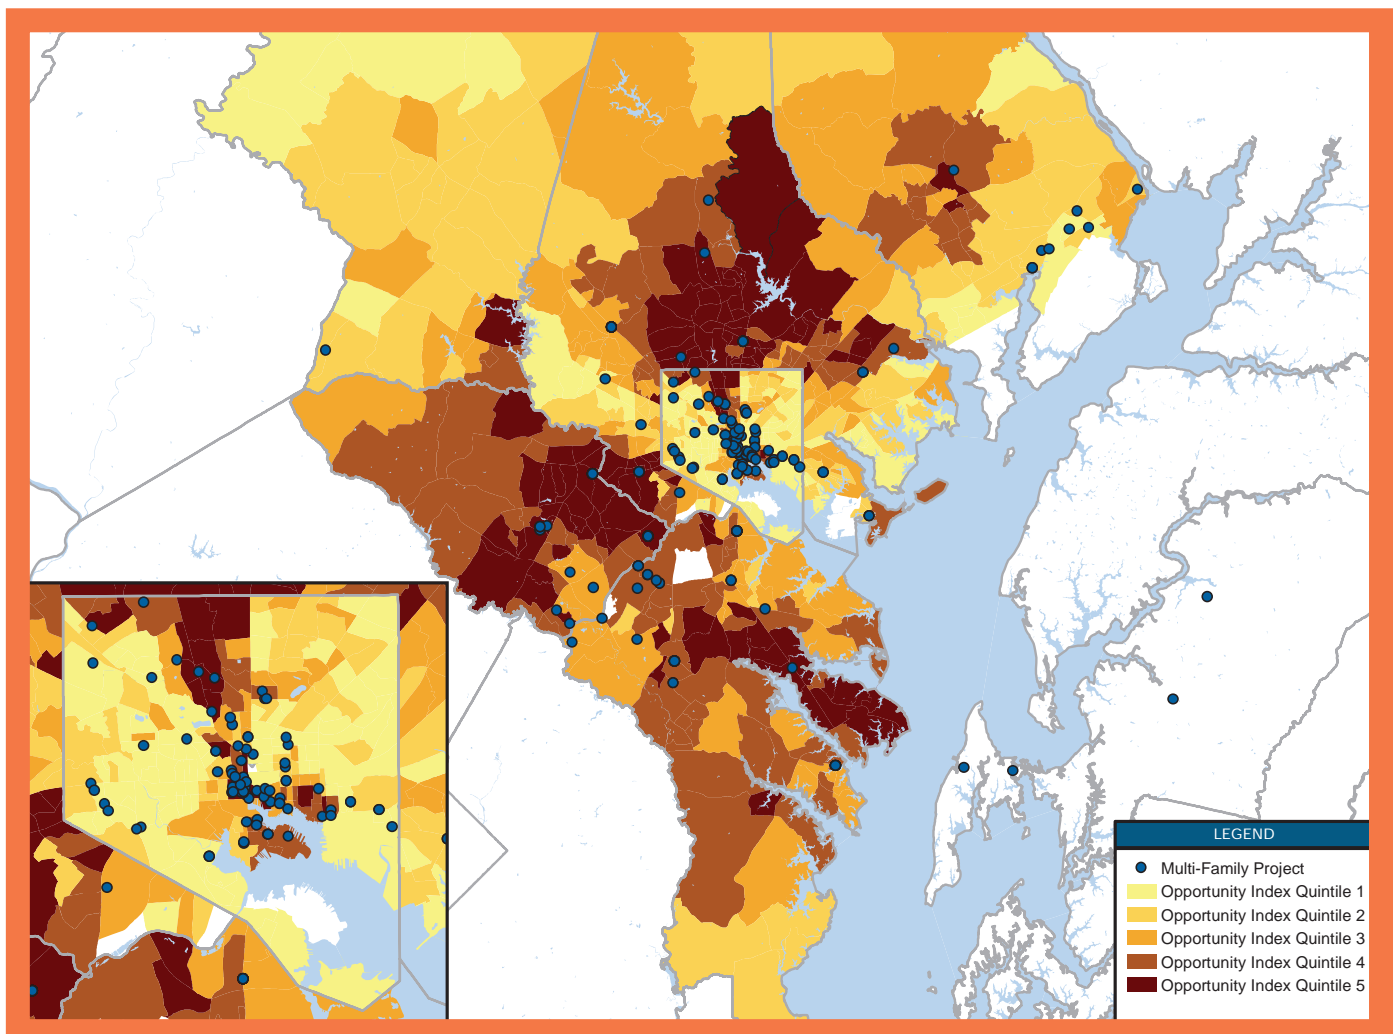 LEGEND
Multi-Family Project
Opportunity Index Quintile 1
Opportunity Index Quintile 2
Opportunity Index Quintile 3
Opportunity Index Quintile 4
Opportunity Index Quintile 5